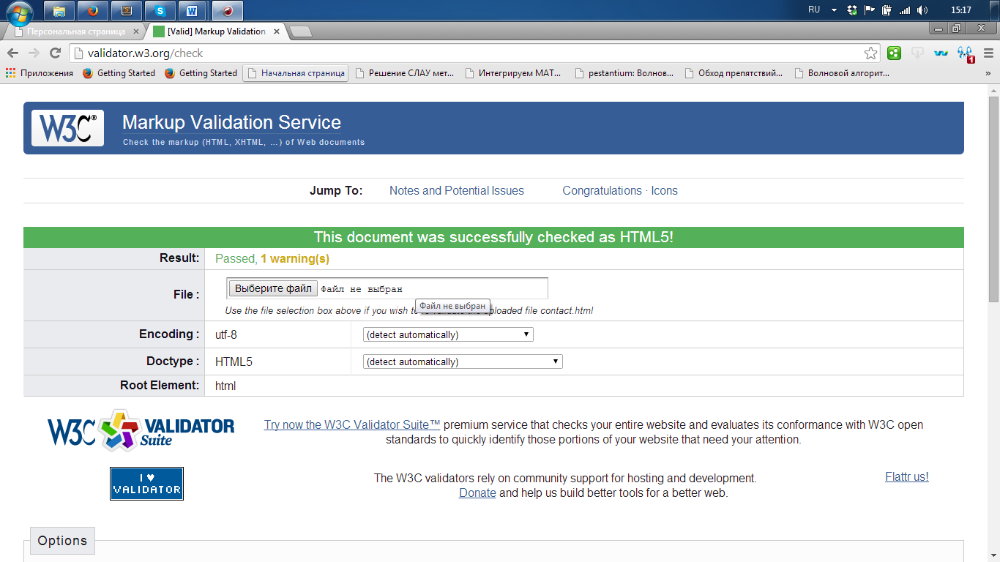 RU 15:17
Персональная страница [Valid] Markup Validation
validator.w3.org/check
Приложения Getting Started Getting Started Начальная страница Решение СЛАУ мет... Интегрируем MAT... pestantium: Волнов... Обход препятствий... Волновой алгорит... »
1
W3C® Markup Validation Service
Check the markup (HTML, XHTML, ...) of Web documents
Jump To: Notes and Potential Issues Congratulations · Icons
This document was successfully checked as HTML5!
Result: Passed, 1 warning(s)
File : Выберите файл Файл не выбран
Файл не выбран
Use the file selection box above if you wish to uploaded file contact.html
Encoding : utf-8 (detect automatically)
Doctype : HTML5 (detect automatically)
Root Element: html
W3C VALIDATOR Suite
Try now the W3C Validator Suite™ premium service that checks your entire website and evaluates its conformance with W3C open
standards to quickly identify those portions of your website that need your attention.
I ♥ VALIDATOR
The W3C validators rely on community support for hosting and development.
Donate and help us build better tools for a better web.
Flattr us!
Options